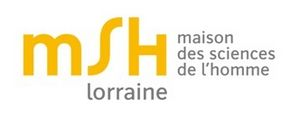 mSH
lorraine
maison
des sciences
de l'homme